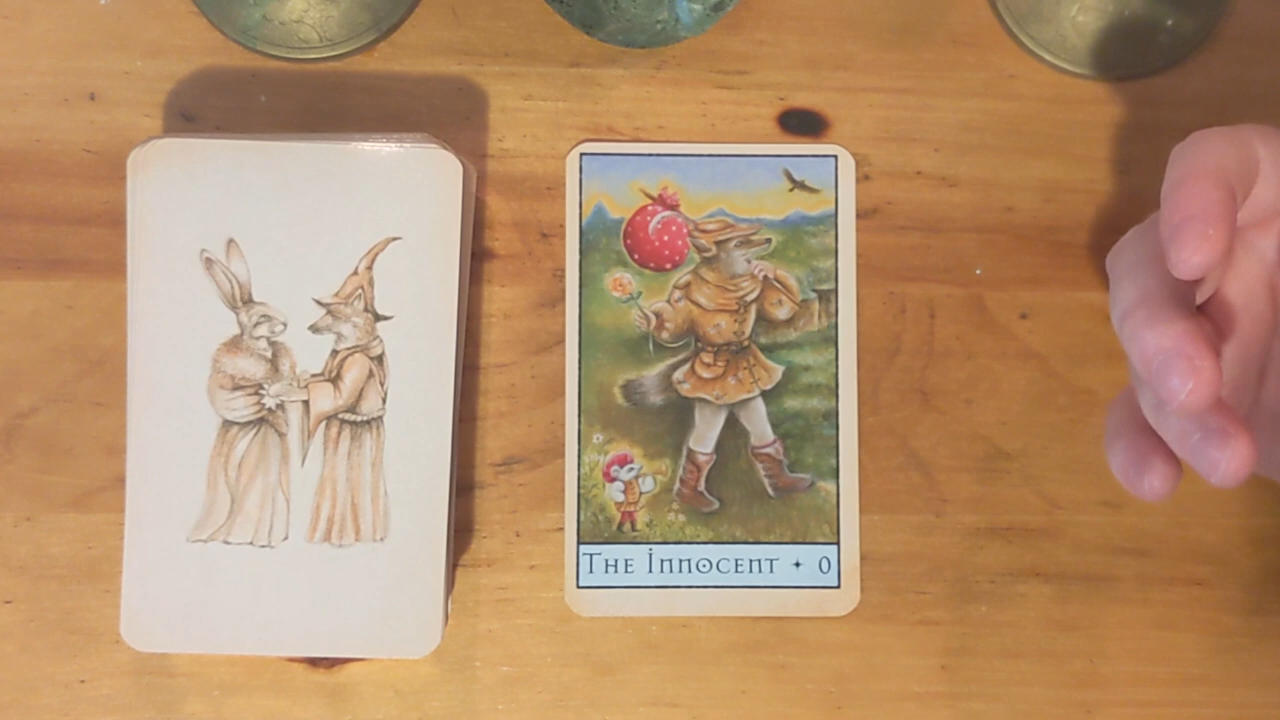 The Innocent ✦ 0